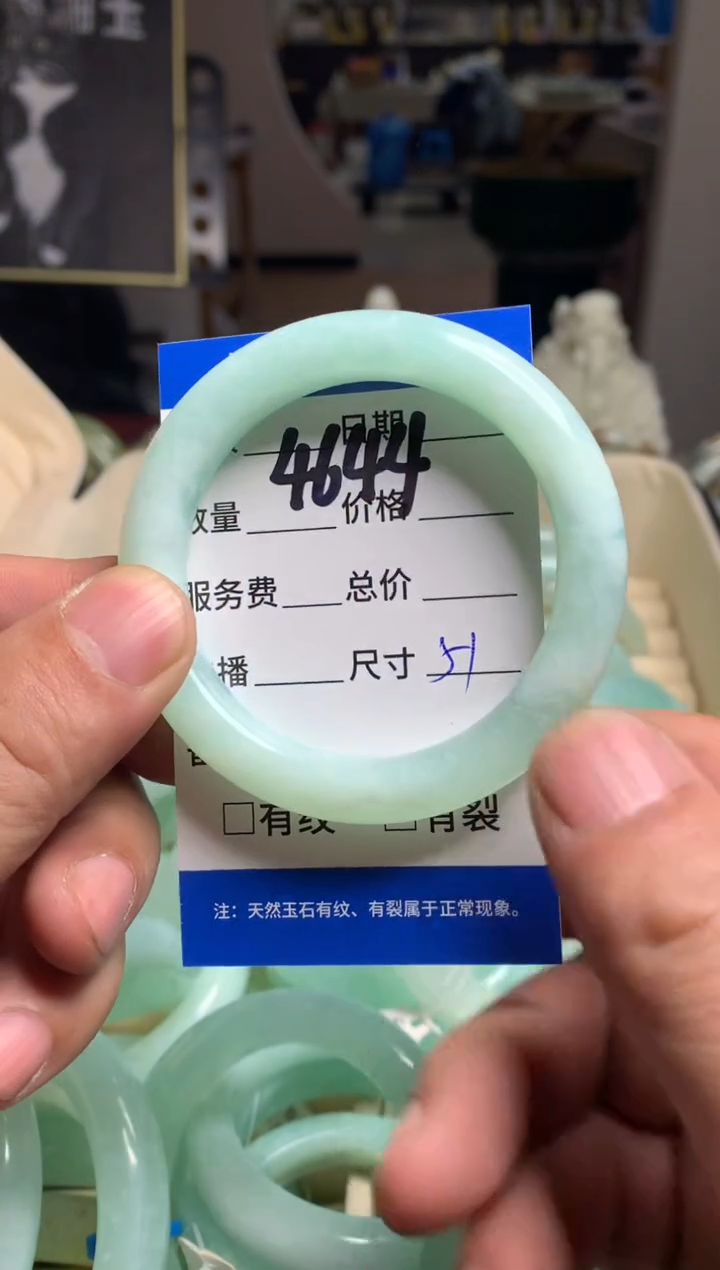 日期
4644
数量 价格
服务费 总价
播 尺寸 51
□有纹 □有裂
注：天然玉石有纹、有裂属于正常现象。